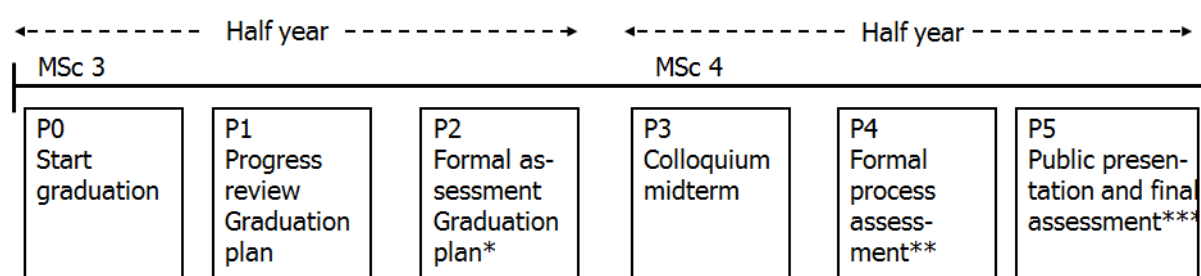 Half year
Half year
MSc 3
MSc 4
P0
Start
graduation
P1
Progress
review
Graduation
plan
P2
Formal as-
sessment
Graduation
plan*
P3
Colloquium
midterm
P4
Formal
process
assess-
ment**
P5
Public presen-
tation and final
assessment***